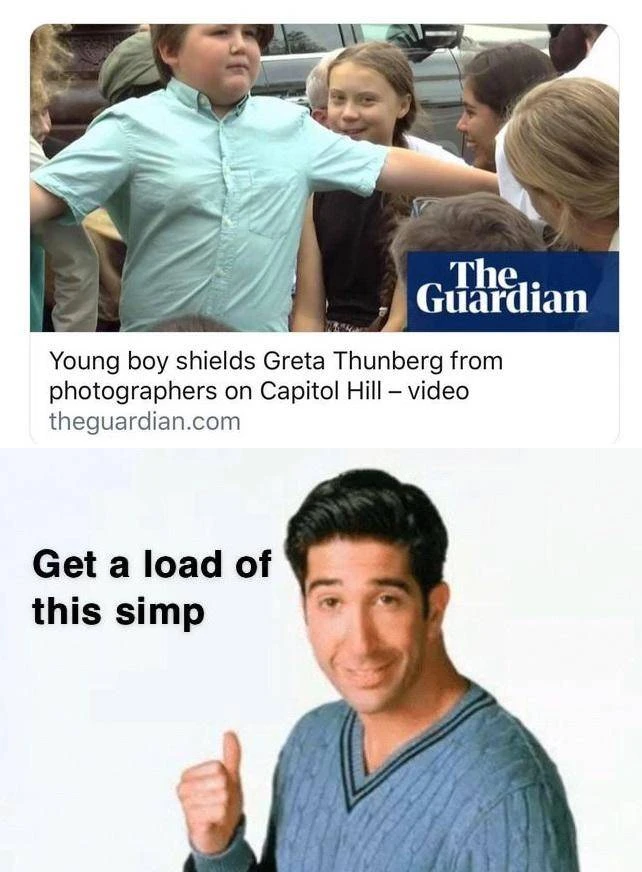 The
Guardian
Young boy shields Greta Thunberg from
photographers on Capitol Hill – video
theguardian.com
Get a load of
this simp